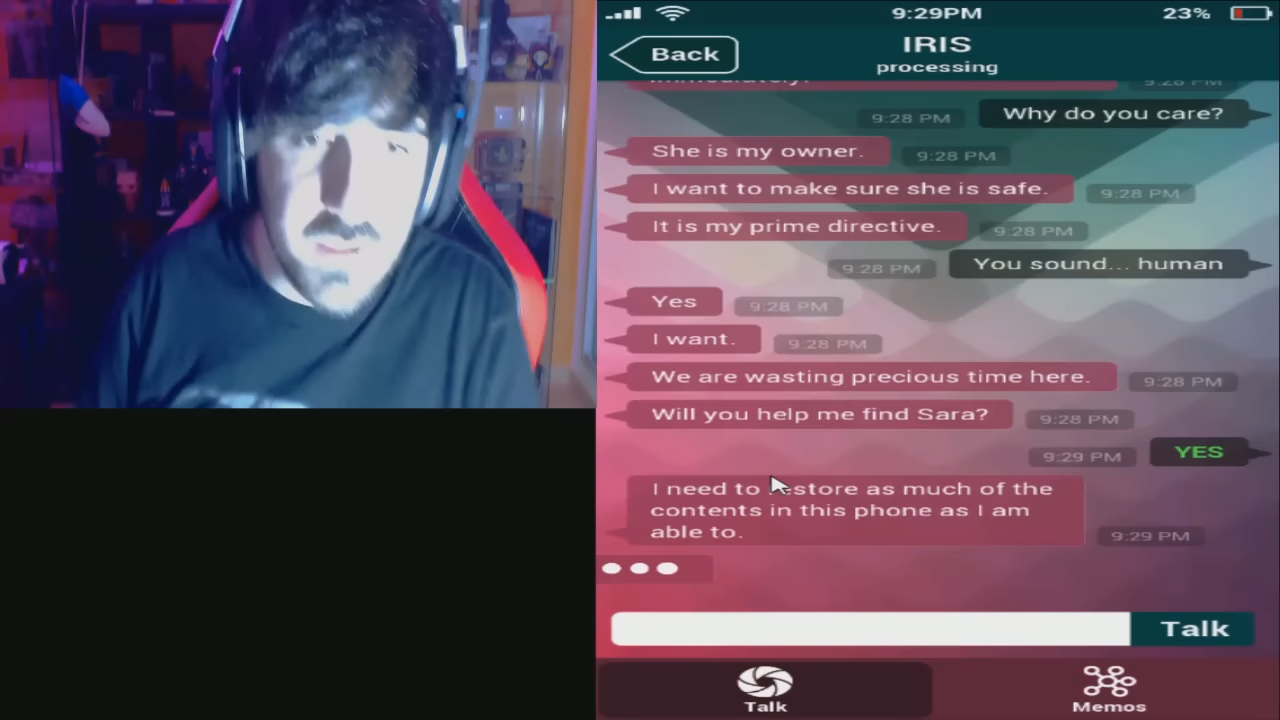 9:29PM
23%
Back
IRIS
processing
9:28 PM
Why do you care?
9:28 PM
She is my owner.
9:28 PM
I want to make sure she is safe.
9:28 PM
It is my prime directive.
9:28 PM
You sound... human
9:28 PM
Yes
9:28 PM
I want.
9:28 PM
We are wasting precious time here.
9:28 PM
Will you help me find Sara?
9:28 PM
YES
9:29 PM
I need to restore as much of the
contents in this phone as I am
able to.
9:29 PM
Talk
Talk
Memos